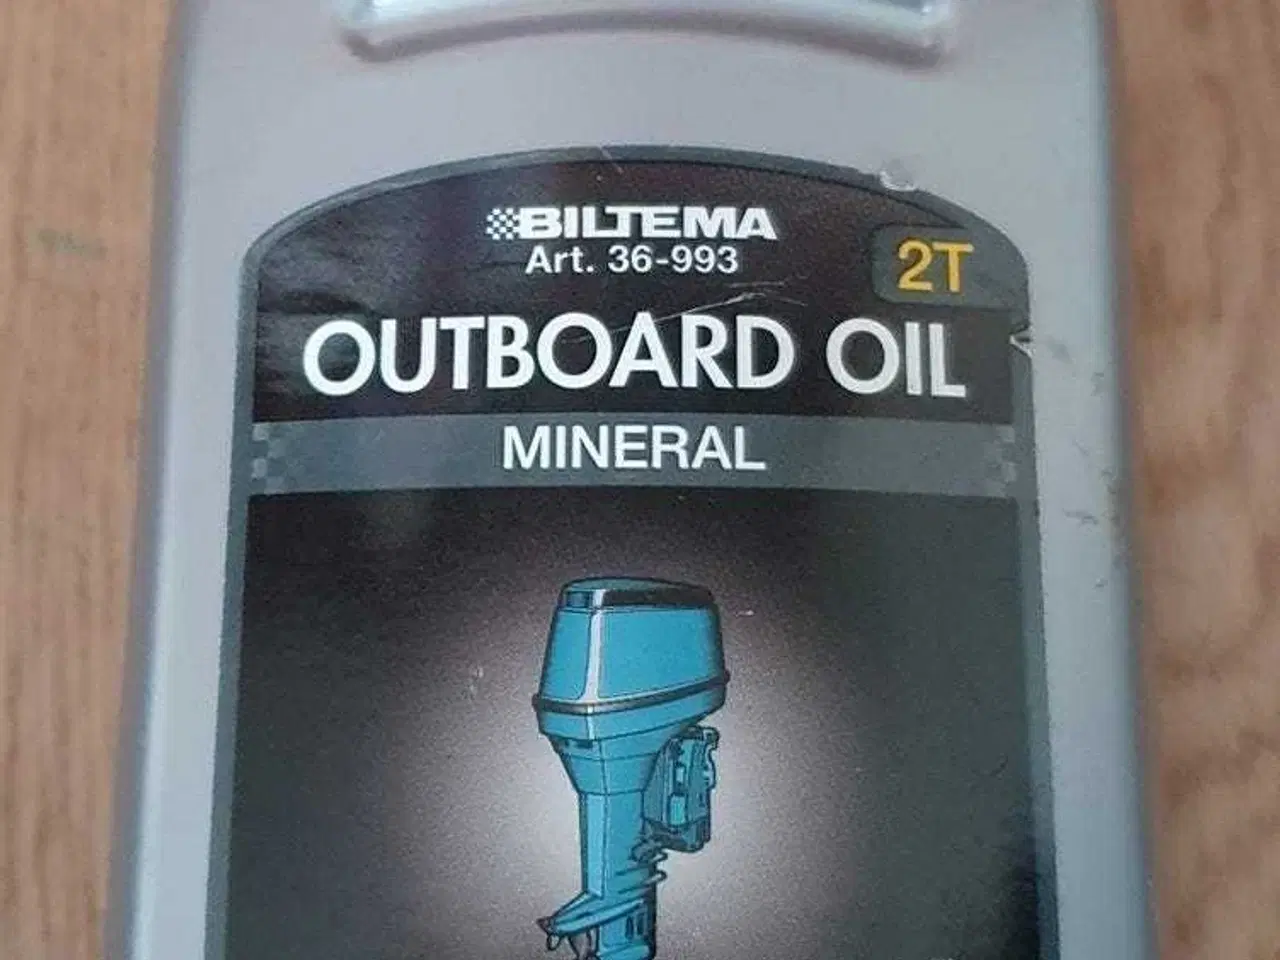 BILTEMA
Art. 36-993
2T
OUTBOARD OIL
MINERAL